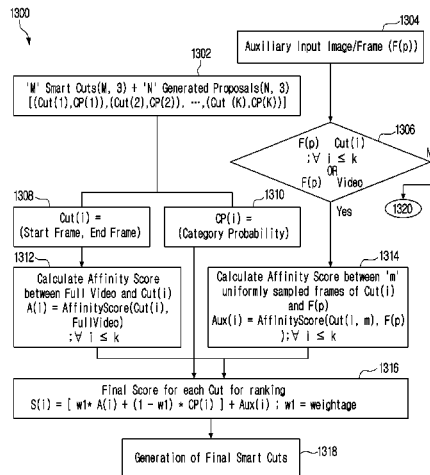 1300
1304
Auxiliary Input Image/Frame (F(p))
1302
'M' Smart Cuts(M, 3) + 'N' Generated Proposals(N, 3)
[(Cut(1),CP(1)),(Cut(2),CP(2)), …,(Cut (K),CP(K))]
1306
F(p) Cut(i)
;∀ i ≤ k
OR
F(p) Video
N
1320
Yes
1308
Cut(i) =
(Start Frame, End Frame)
1310
CP(i) =
(Category Probability)
1312
Calculate Affinity Score
between Full Video and Cut(i)
A(i) = AffinityScore(Cut(i),
FullVideo)
;∀ i ≤ k
1314
Calculate Affinity Score between 'm'
uniformly sampled frames of Cut(i)
and F(p)
Aux(i) = AffinityScore(Cut(i, m), F(p)
);∀ i ≤ k
1316
Final Score for each Cut for ranking
S(i) = [ w1* A(i) + (1 - w1) * CP(i) ] + Aux(i) ; w1 = weightage
Generation of Final Smart Cuts
1318